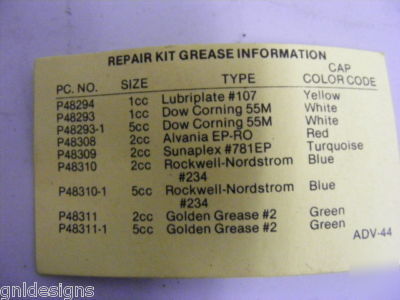 REPAIR KIT GREASE INFORMATION
PC. NO. SIZE TYPE CAP COLOR CODE
P48294 1cc Lubriplate #107 Yellow
P48293 1cc Dow Corning 55M White
P48293-1 5cc Dow Corning 55M White
P48308 2cc Alvania EP-RO Red
P48309 2cc Sunaplex #781EP Turquoise
P48310 2cc Rockwell-Nordstrom Blue
#234
P48310-1 5cc Rockwell-Nordstrom Blue
#234
P48311 2cc Golden Grease #2 Green
P48311-1 5cc Golden Grease #2 Green
ADV-44
@gnldesigns